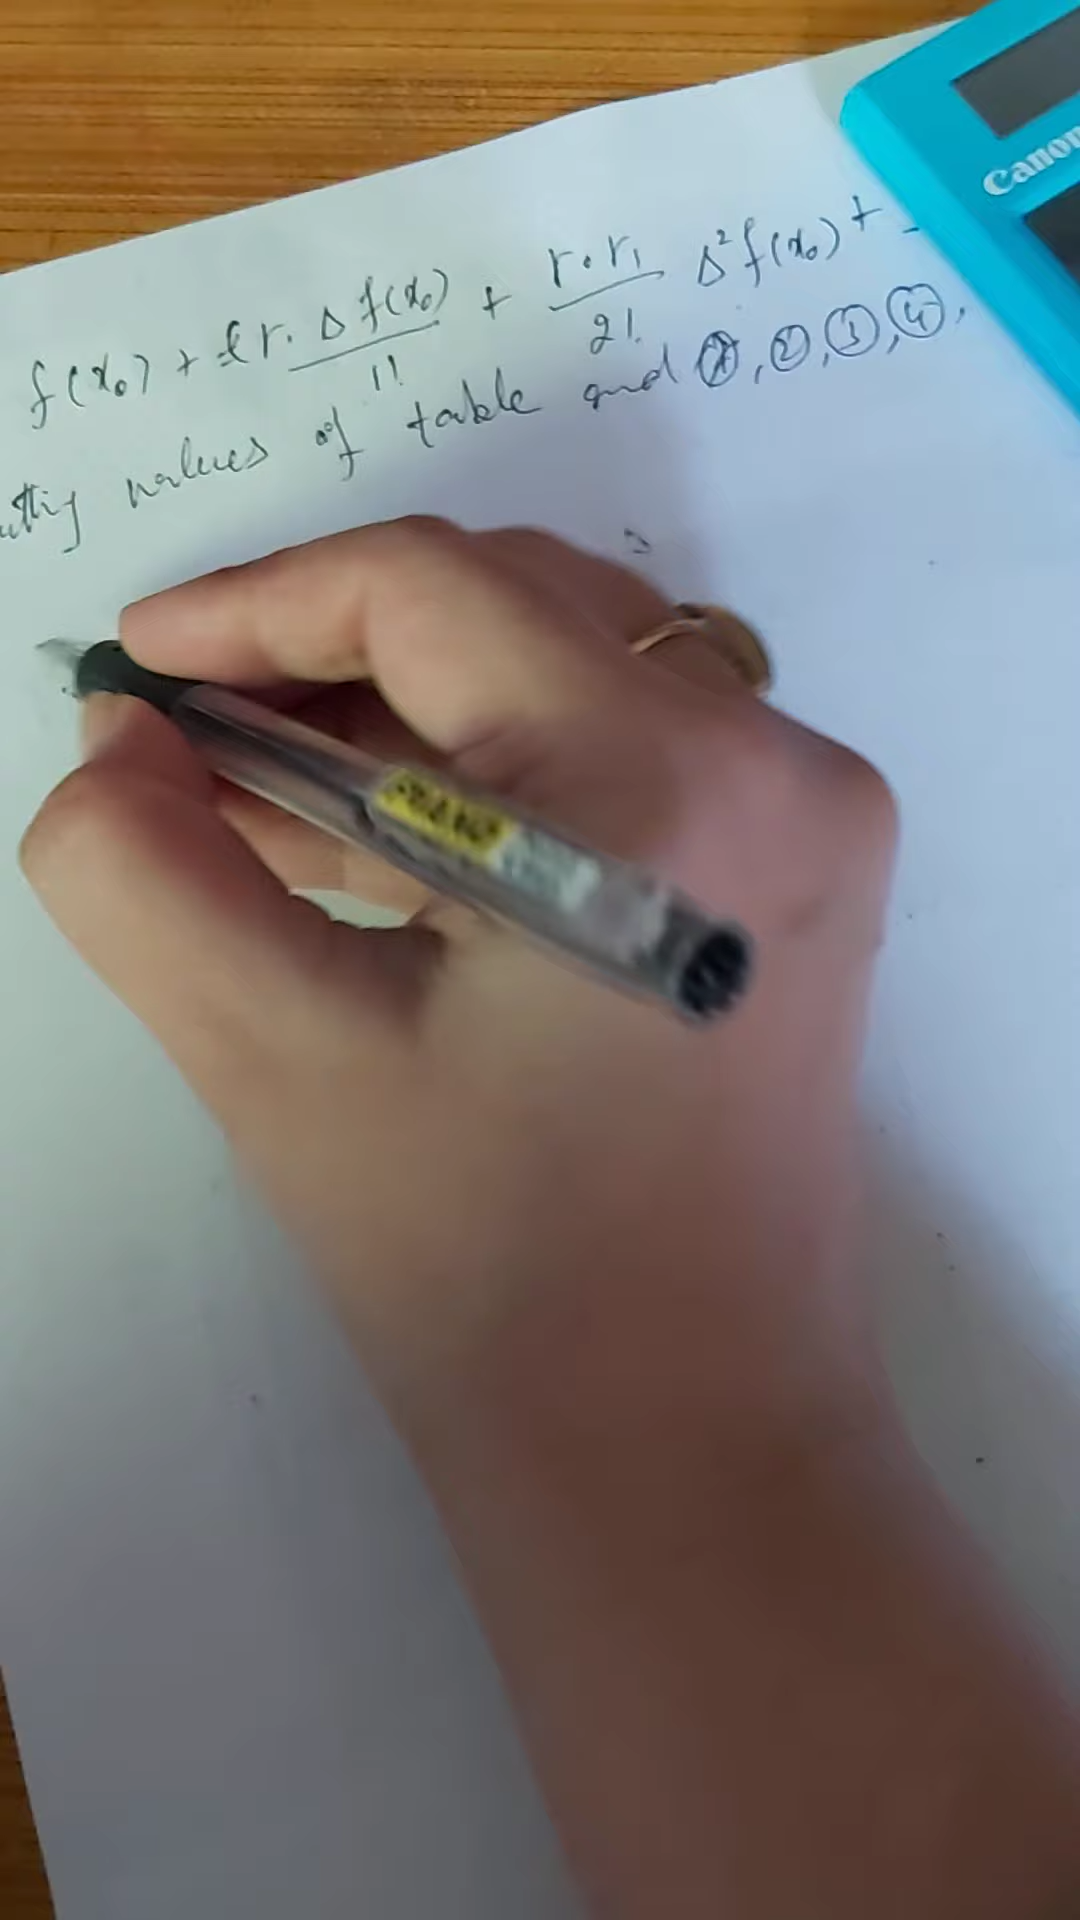 f(x₀) + r. Δf(x₀)/1! + r.r₁/2! Δ²f(x₀) +
values of table and ①, ②, ③, ④,
Canon